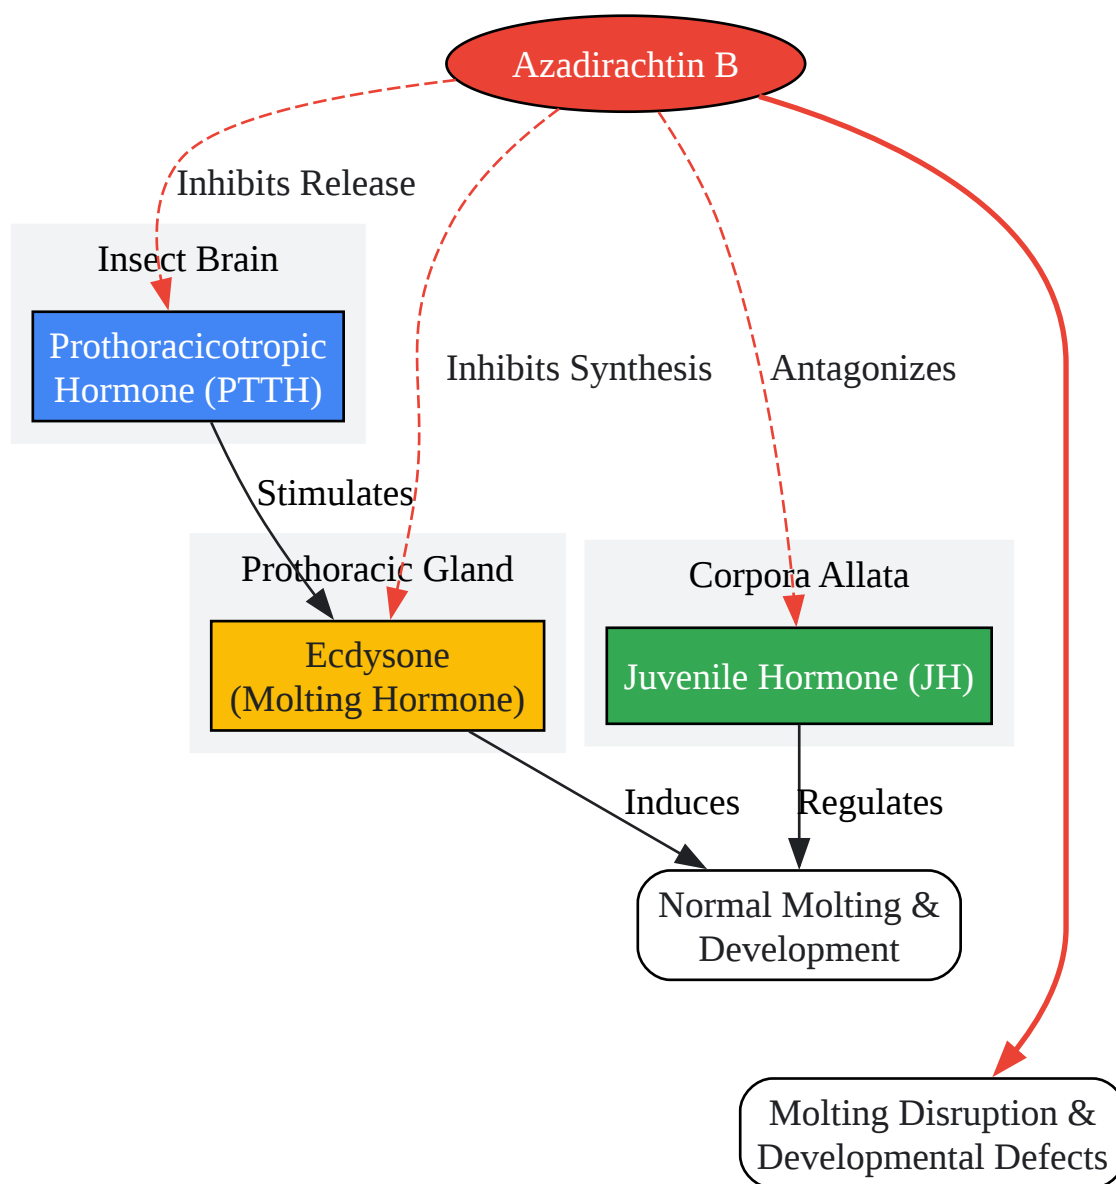 Azadirachtin B
Inhibits Release
Insect Brain
Prothoracicotropic
Hormone (PTTH)
Inhibits Synthesis
Antagonizes
Stimulates
Prothoracic Gland
Corpora Allata
Ecdysone
(Molting Hormone)
Juvenile Hormone (JH)
Induces
Regulates
Normal Molting &
Development
Molting Disruption &
Developmental Defects